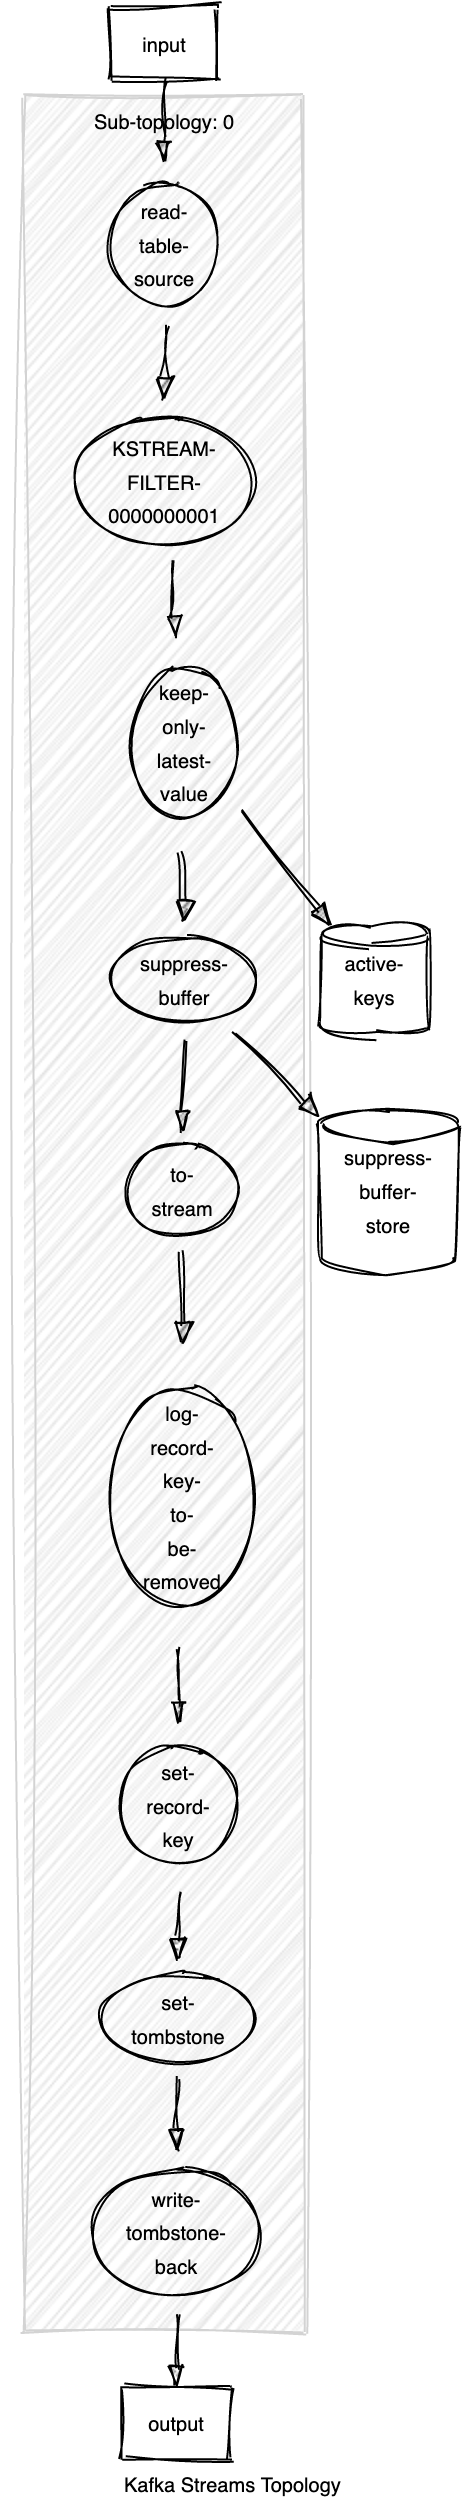 input
Sub-topology: 0
read-
table-
source
KSTREAM-
FILTER-
0000000001
keep-
only-
latest-
value
active-
keys
suppress-
buffer
suppress-
buffer-
store
to-
stream
log-
record-
key-
to-
be-
removed
set-
record-
key
set-
tombstone
write-
tombstone-
back
output
Kafka Streams Topology